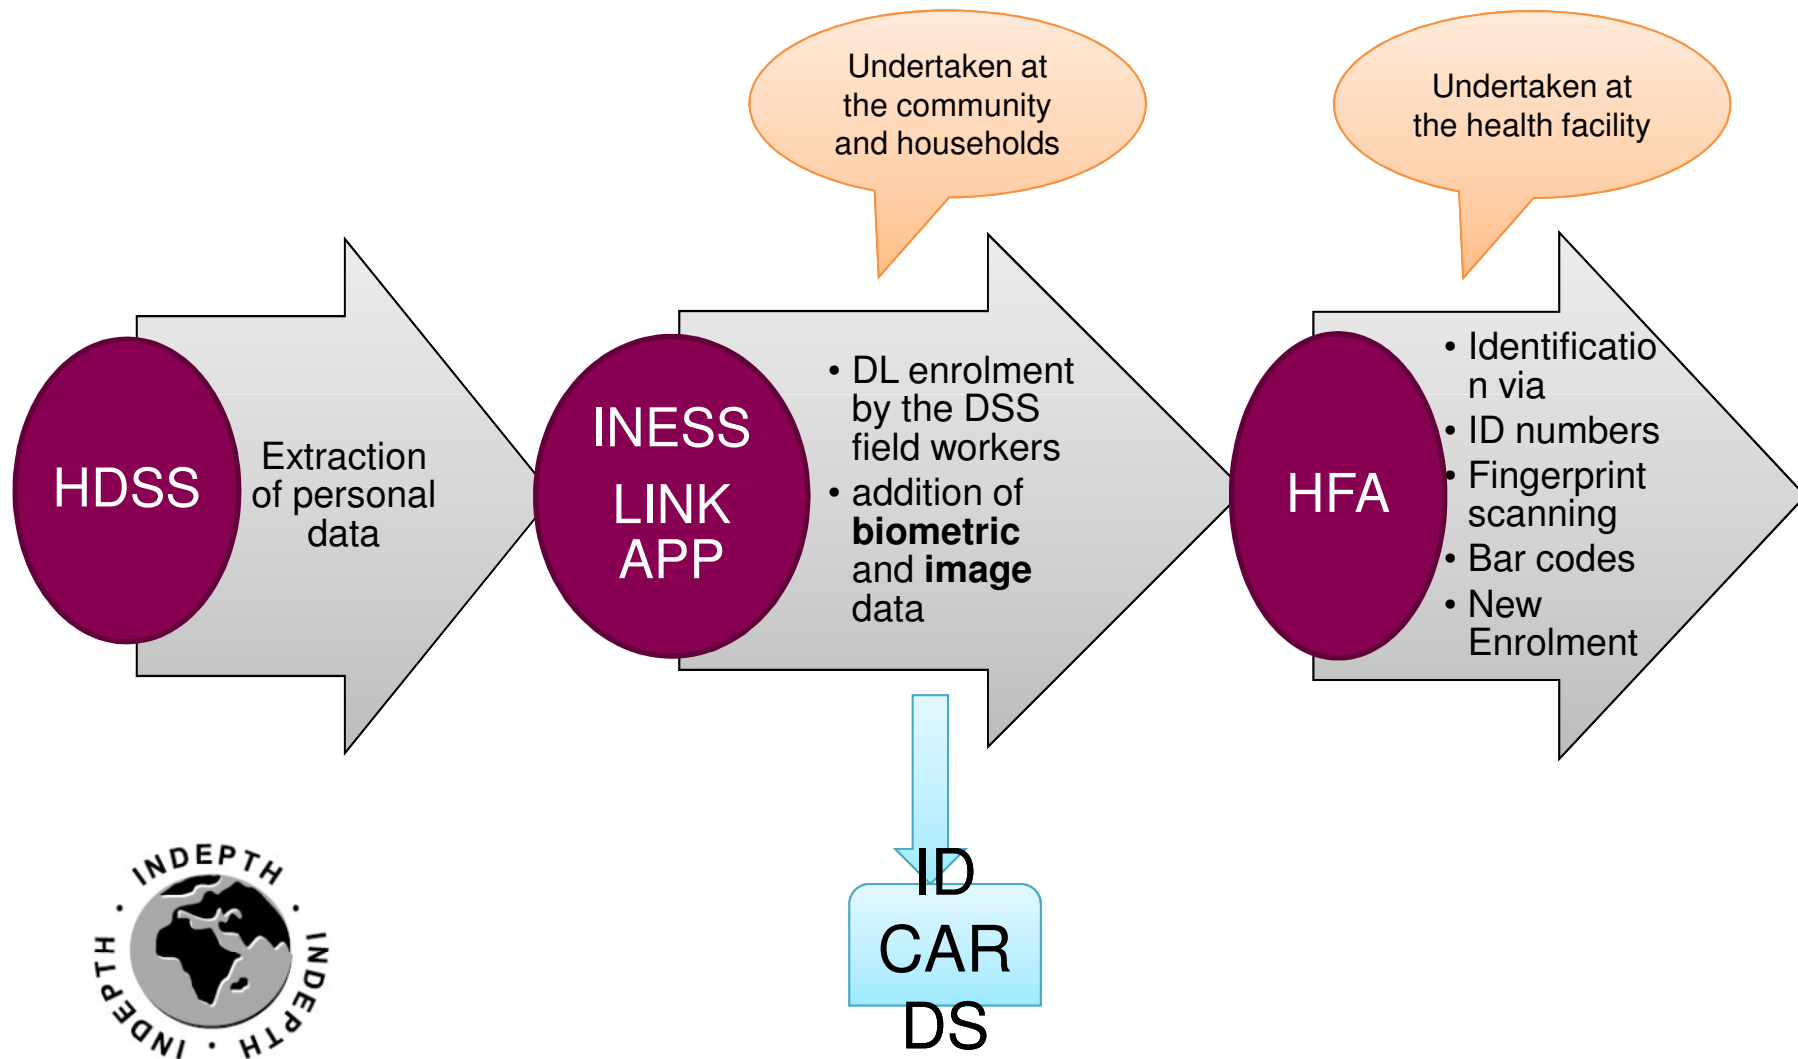 Undertaken at
the community
and households
Undertaken at
the health facility
HDSS
Extraction
of personal
data
INESS
LINK
APP
• DL enrolment
by the DSS
field workers
• addition of
biometric
and image
data
HFA
• Identificatio
n via
• ID numbers
• Fingerprint
scanning
• Bar codes
• New
Enrolment
ID
CAR
DS
INDEPTH · INDEPTH · INDEPTH ·